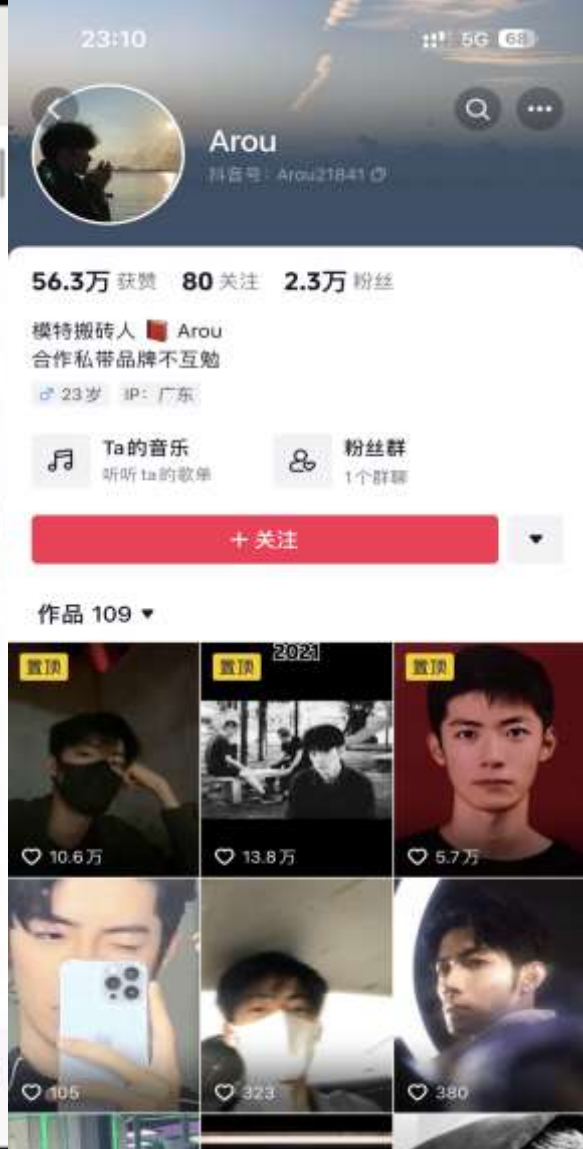 23:10
5G 68
Arou
抖音号：Arou21841
56.3万 获赞 80 关注 2.3万 粉丝
模特搬砖人 Arou
合作私带品牌不互勉
♂ 23岁 IP：广东
Ta的音乐
听听ta的歌单
粉丝群
1个群聊
+ 关注
作品 109
置顶
10.6万
置顶
2021
13.8万
置顶
5.7万
105
323
380